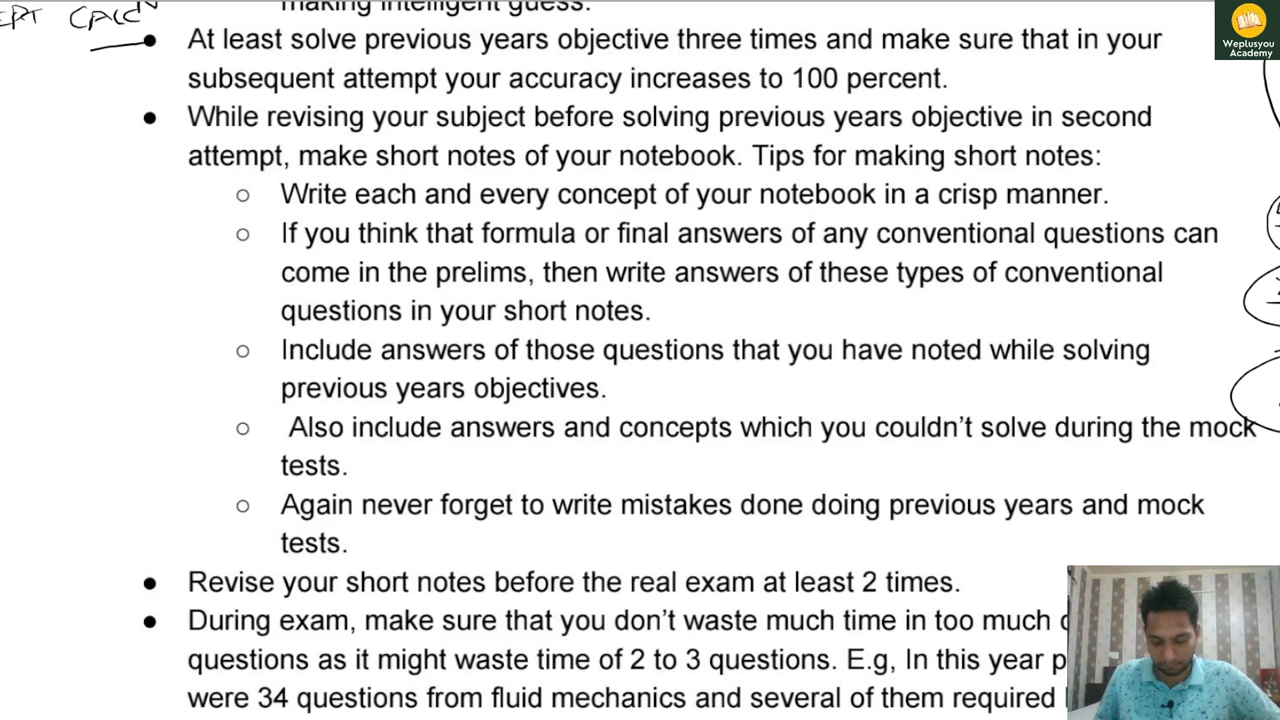 making intelligent guess.
Weplusyou
Academy
● At least solve previous years objective three times and make sure that in your
subsequent attempt your accuracy increases to 100 percent.
● While revising your subject before solving previous years objective in second
attempt, make short notes of your notebook. Tips for making short notes:
○ Write each and every concept of your notebook in a crisp manner.
○ If you think that formula or final answers of any conventional questions can
come in the prelims, then write answers of these types of conventional
questions in your short notes.
○ Include answers of those questions that you have noted while solving
previous years objectives.
○ Also include answers and concepts which you couldn’t solve during the mock
tests.
○ Again never forget to write mistakes done doing previous years and mock
tests.
● Revise your short notes before the real exam at least 2 times.
● During exam, make sure that you don’t waste much time in too much
questions as it might waste time of 2 to 3 questions. E.g, In this year
were 34 questions from fluid mechanics and several of them required